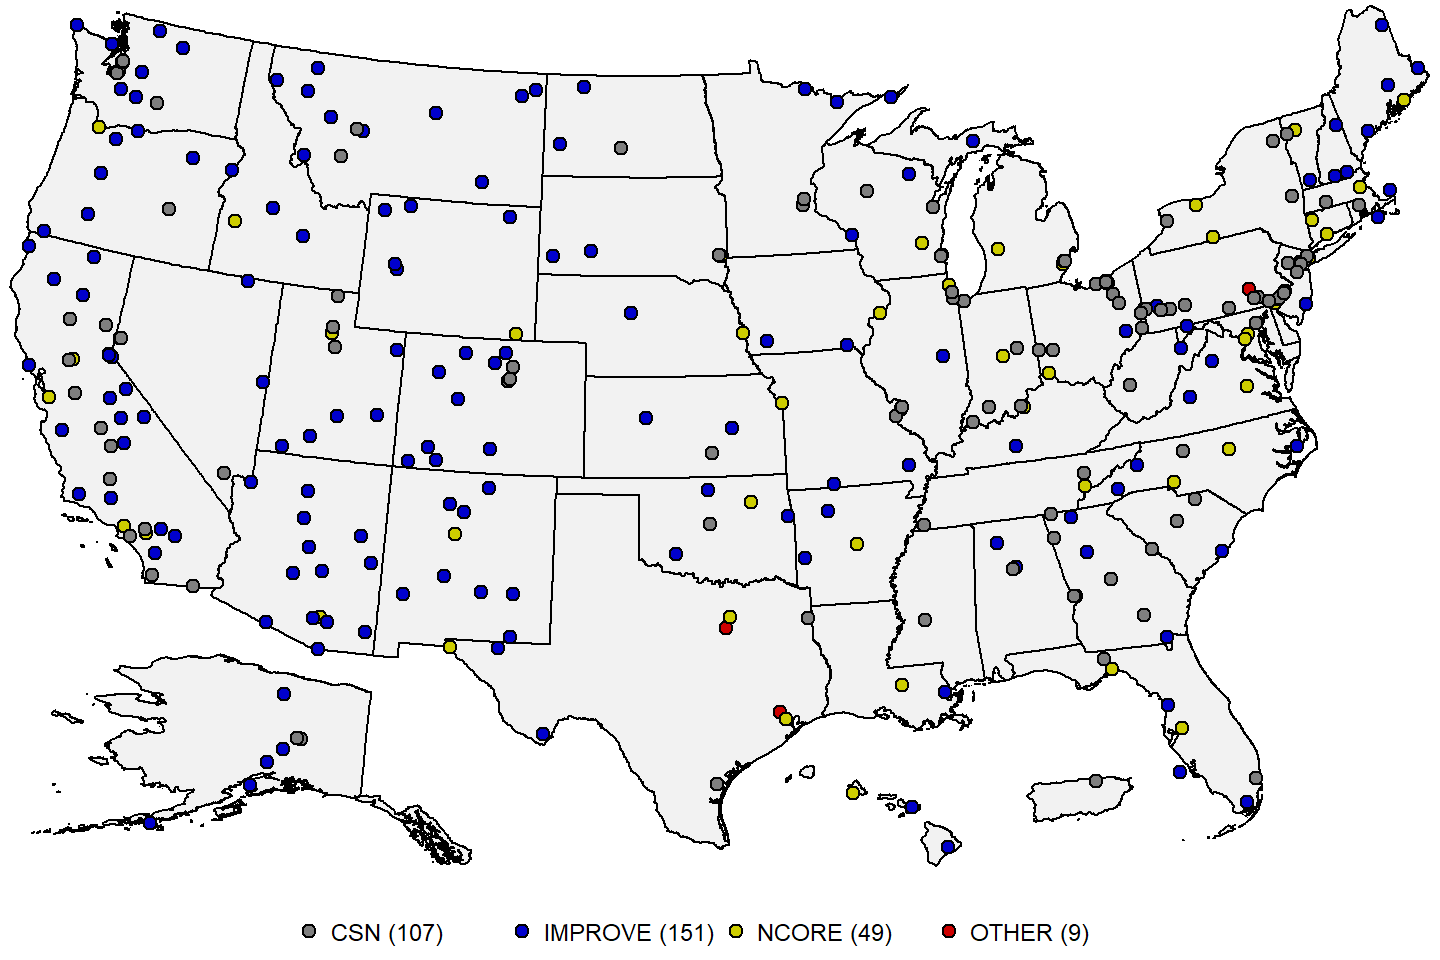 CSN (107) IMPROVE (151) NCORE (49) OTHER (9)